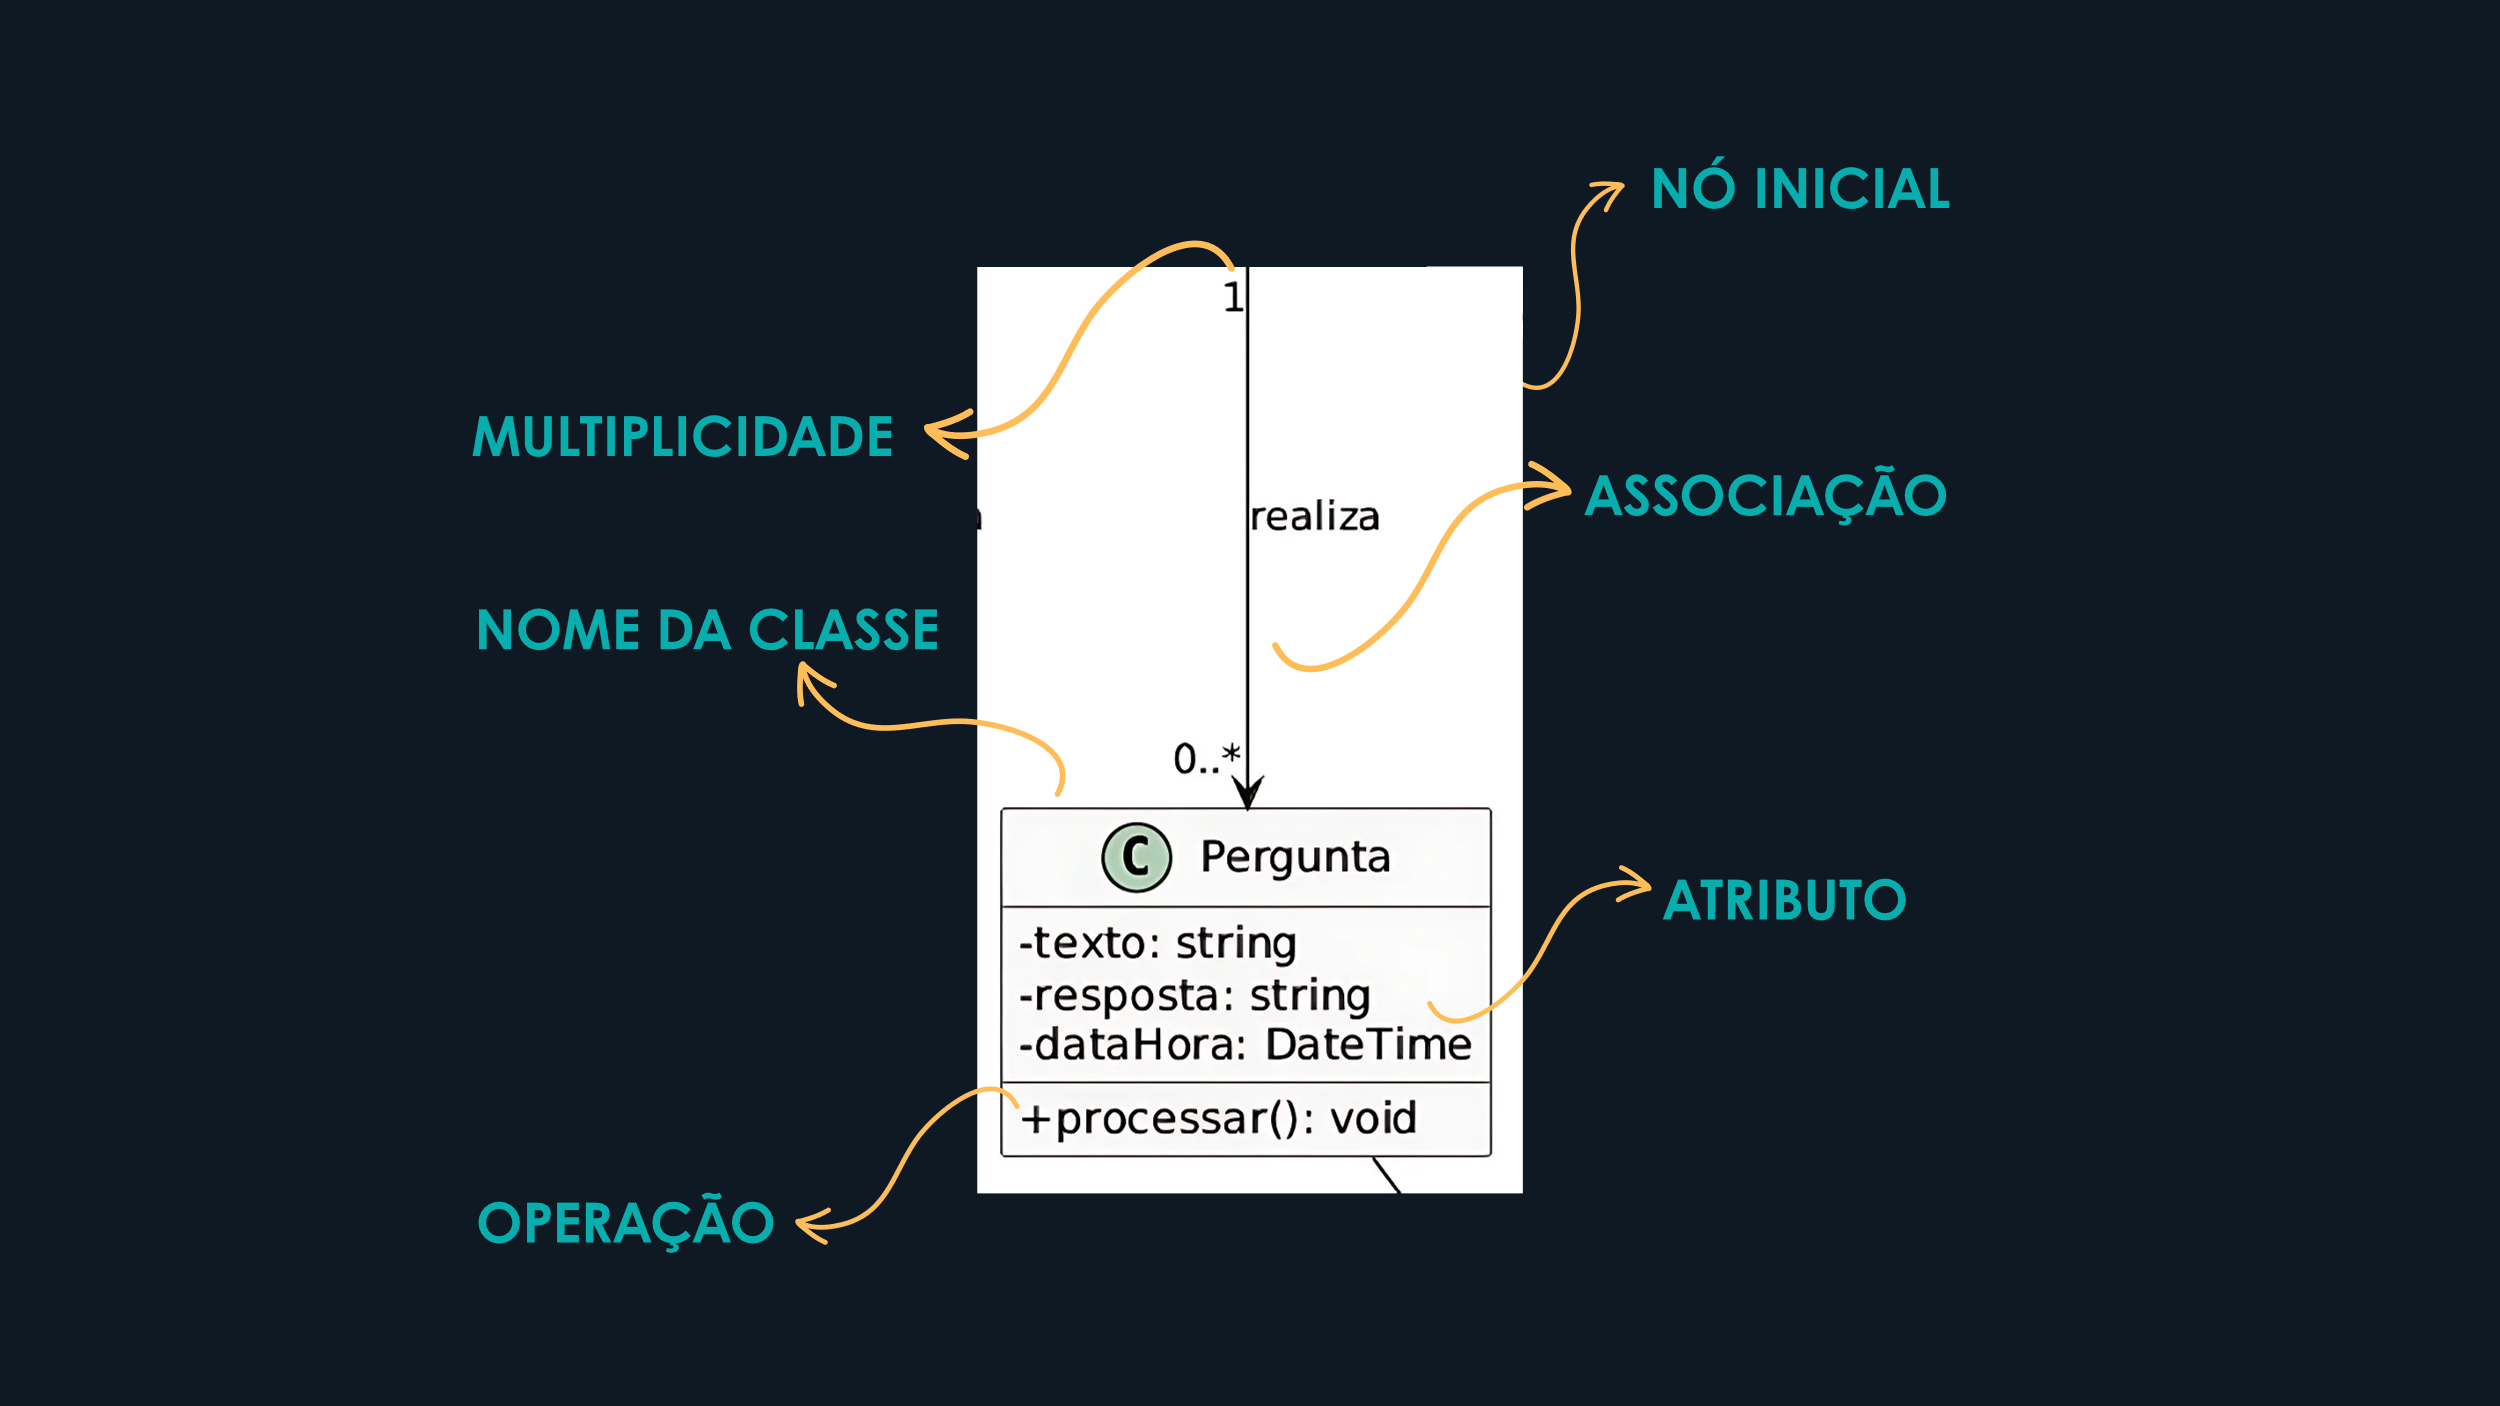 NÓ INICIAL
1
MULTIPLICIDADE
ASSOCIAÇÃO
realiza
NOME DA CLASSE
0..*
C Pergunta
ATRIBUTO
-texto: string
-resposta: string
-dataHora: DateTime
+processar(): void
OPERAÇÃO